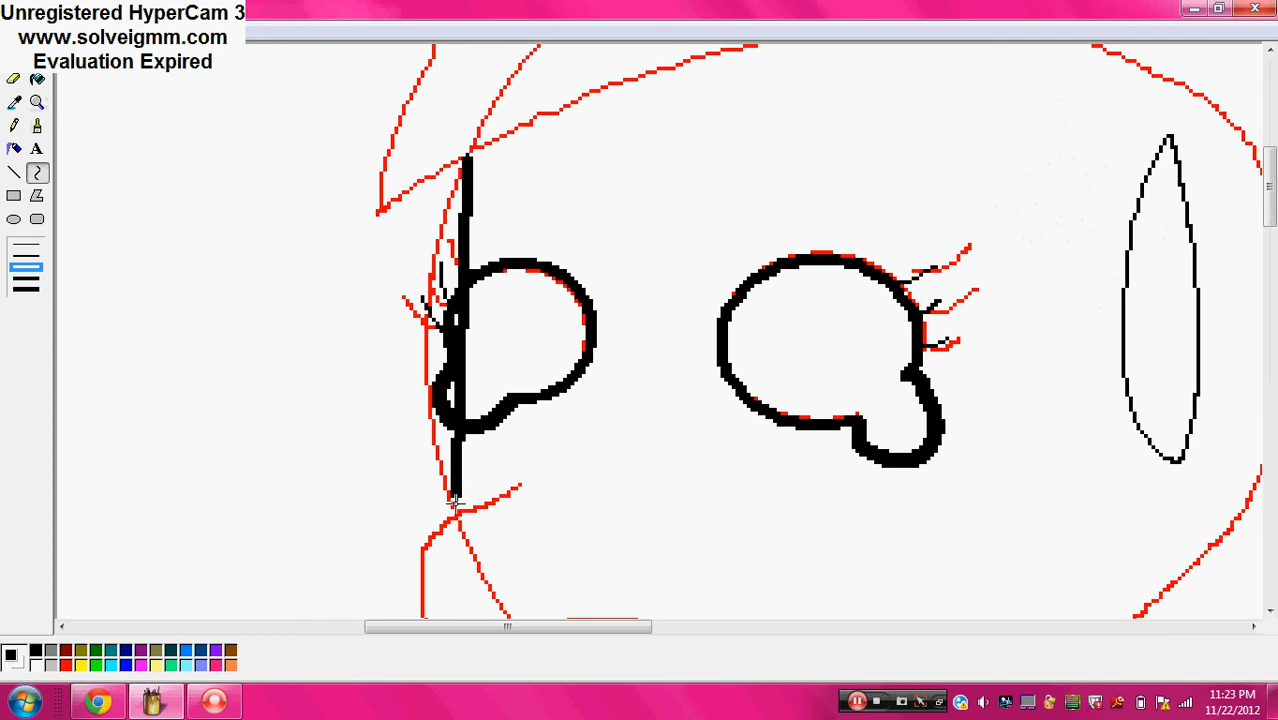 Unregistered HyperCam 3
www.solveigmm.com
Evaluation Expired
A
11:23 PM
11/22/2012